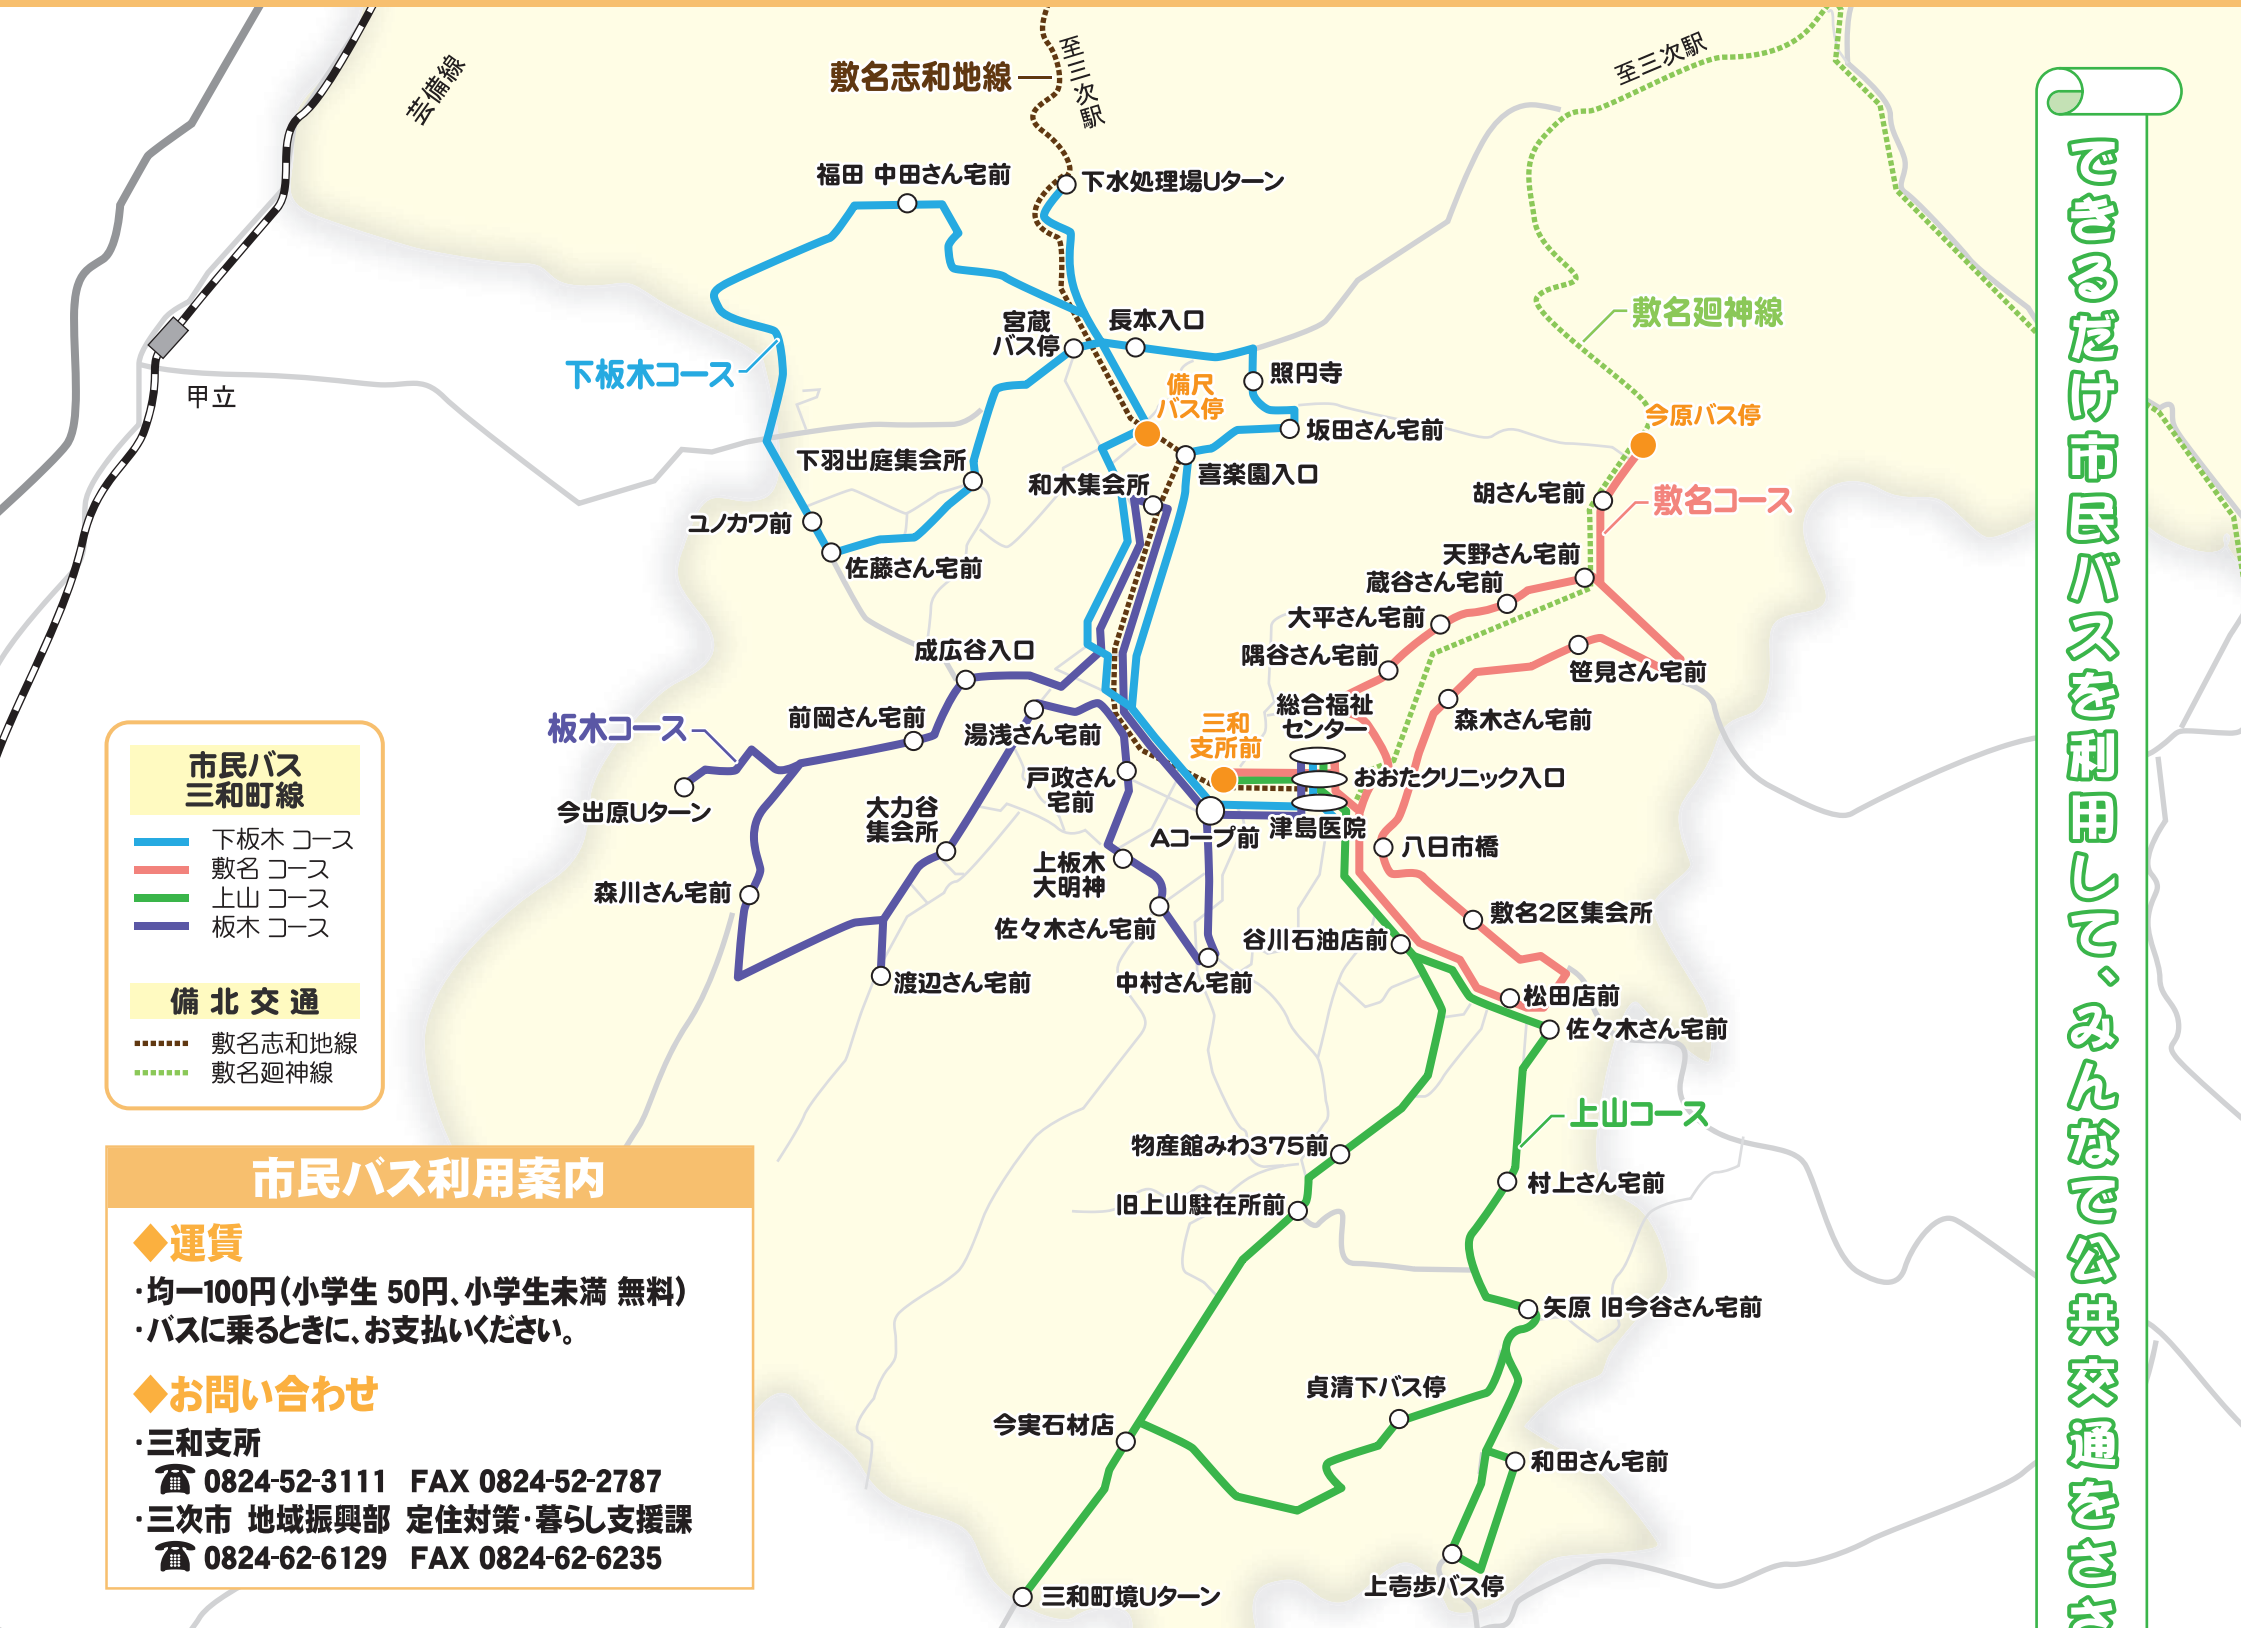 芸備線
敷名志和地線
至三次駅
至三次駅
福田 中田さん宅前
下水処理場Uターン
宮蔵
バス停
長本入口
敷名廻神線
下板木コース
備尺
バス停
照円寺
甲立
今原バス停
坂田さん宅前
下羽出庭集会所
和木集会所
喜楽園入口
胡さん宅前
敷名コース
ユノカワ前
佐藤さん宅前
天野さん宅前
蔵谷さん宅前
大平さん宅前
隅谷さん宅前
成広谷入口
笹見さん宅前
総合福祉
センター
森木さん宅前
板木コース
前岡さん宅前
湯浅さん宅前
三和
支所前
戸政さん
宅前
おおたクリニック入口
今出原Uターン
大力谷
集会所
Aコープ前
津島医院
八日市橋
上板木
大明神
森川さん宅前
佐々木さん宅前
谷川石油店前
敷名2区集会所
渡辺さん宅前
中村さん宅前
松田店前
佐々木さん宅前
上山コース
物産館みわ375前
村上さん宅前
旧上山駐在所前
矢原 旧今谷さん宅前
貞清下バス停
今実石材店
和田さん宅前
上壱歩バス停
三和町境Uターン
市民バス
三和町線
下板木 コース
敷名 コース
上山 コース
板木 コース
備北交通
敷名志和地線
敷名廻神線
市民バス利用案内
◆運賃
・均一100円(小学生 50円、小学生未満 無料)
・バスに乗るときに、お支払いください。
◆お問い合わせ
・三和支所
☎ 0824-52-3111 FAX 0824-52-2787
・三次市 地域振興部 定住対策・暮らし支援課
☎ 0824-62-6129 FAX 0824-62-6235
できるだけ市民バスを利用して、みんなで公共交通をささ